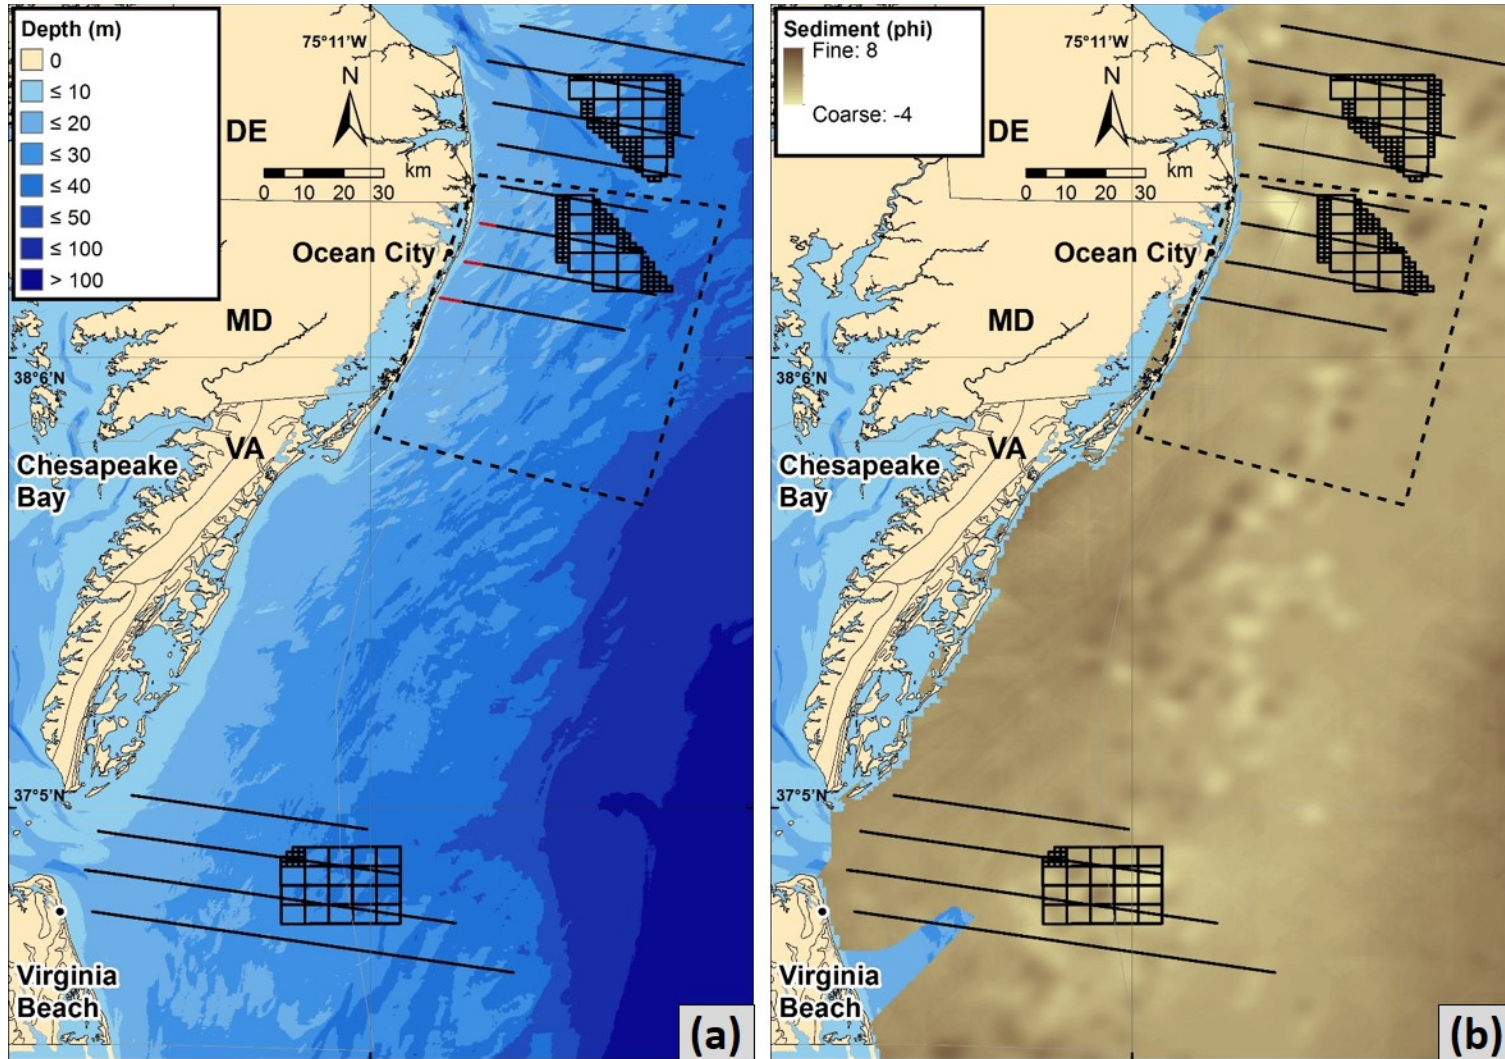 Depth (m)
0
≤ 10
≤ 20
≤ 30
≤ 40
≤ 50
≤ 100
> 100
75°11'W
N
DE
km
0 10 20 30
Ocean City
MD
38°6'N
VA
Chesapeake
Bay
37°5'N
Virginia
Beach
(a)
Sediment (phi)
Fine: 8
Coarse: -4
75°11'W
N
DE
km
0 10 20 30
Ocean City
MD
38°6'N
VA
Chesapeake
Bay
37°5'N
Virginia
Beach
(b)